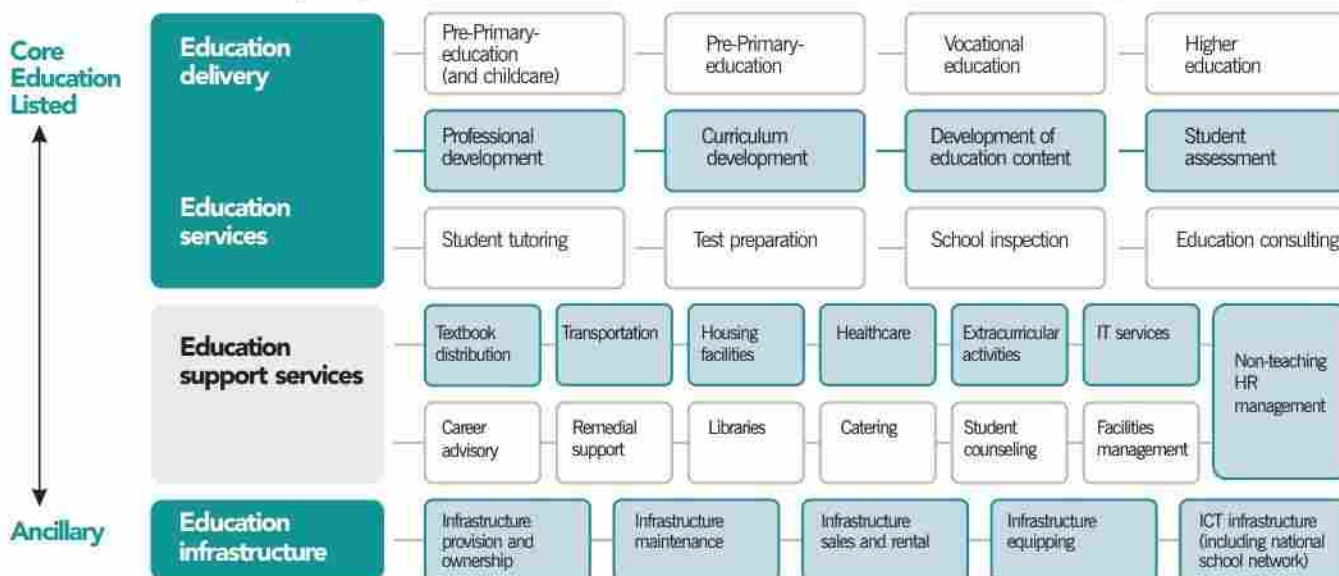 Core
Education
Listed
Education
delivery
Pre-Primary-
education
(and childcare)
Pre-Primary-
education
Vocational
education
Higher
education
Professional
development
Curriculum
development
Development of
education content
Student
assessment
Education
services
Student tutoring
Test preparation
School inspection
Education consulting
Education
support services
Textbook
distribution
Transportation
Housing
facilities
Healthcare
Extracurricular
activities
IT services
Non-teaching
HR
management
Career
advisory
Remedial
support
Libraries
Catering
Student
counseling
Facilities
management
Ancillary
Education
infrastructure
Infrastructure
provision and
ownership
Infrastructure
maintenance
Infrastructure
sales and rental
Infrastructure
equipping
ICT infrastructure
(including national
school network)